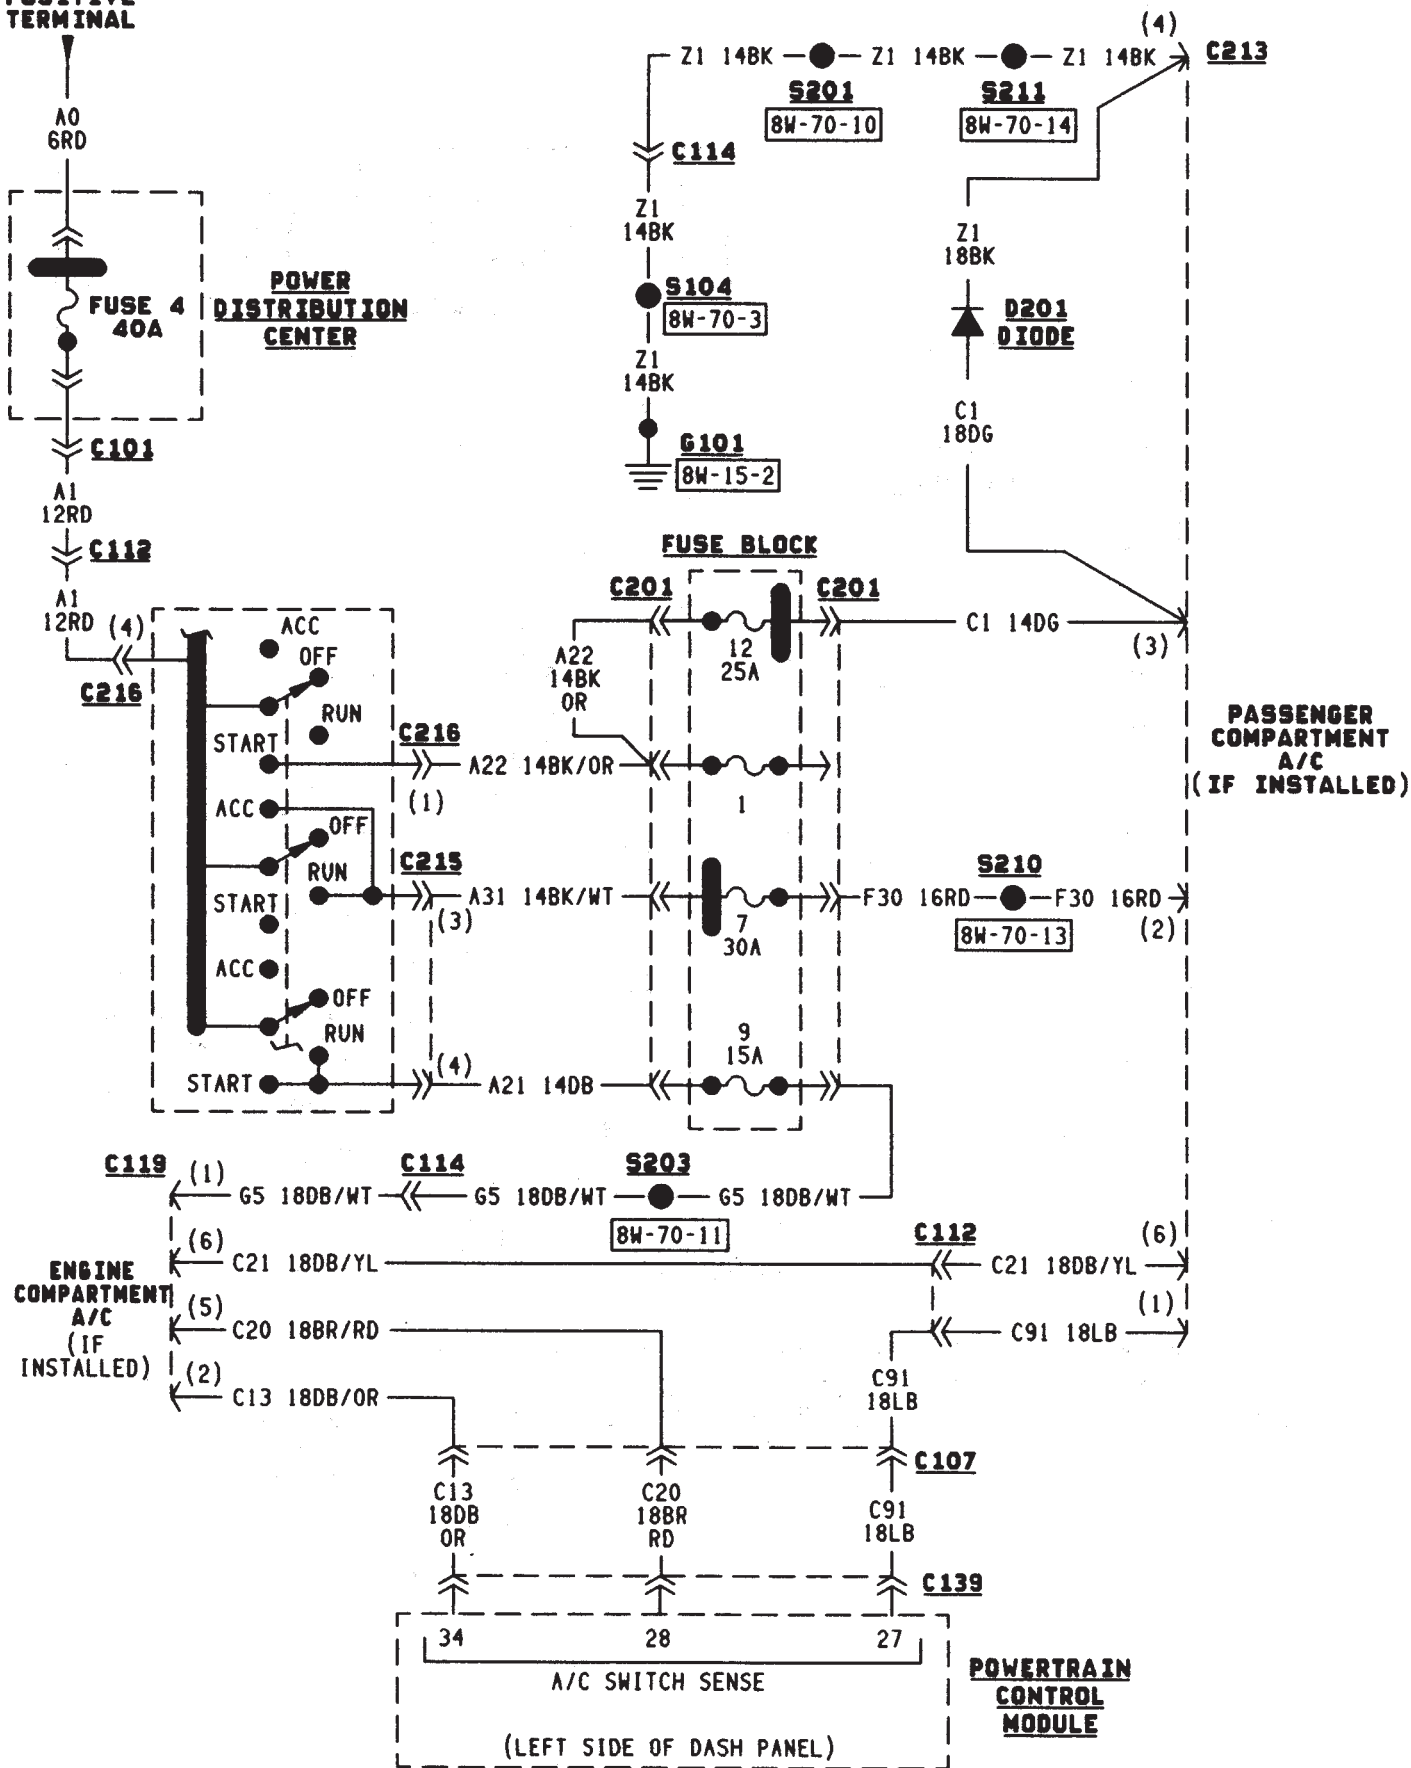 TERMINAL
A0
6RD
FUSE 4
40A
POWER
DISTRIBUTION
CENTER
C101
A1
12RD
C112
A1
12RD
(4)
C216
Z1 14BK
Z1 14BK
Z1 14BK
(4)
C213
S201
8W-70-10
S211
8W-70-14
C114
Z1
14BK
S104
8W-70-3
Z1
14BK
G101
8W-15-2
Z1
18BK
D201
DIODE
C1
18DG
FUSE BLOCK
C201
C201
12
25A
C1 14DG
(3)
A22
14BK
OR
ACC
OFF
RUN
START
C216
A22 14BK/OR
(1)
1
PASSENGER
COMPARTMENT
A/C
(IF INSTALLED)
ACC
OFF
RUN
START
C215
A31 14BK/WT
(3)
7
30A
F30 16RD
S210
F30 16RD
(2)
8W-70-13
ACC
OFF
RUN
START
(4)
A21 14DB
9
15A
C119
(1)
G5 18DB/WT
C114
G5 18DB/WT
S203
G5 18DB/WT
8W-70-11
(6)
C21 18DB/YL
C112
C21 18DB/YL
(6)
ENGINE
COMPARTMENT
A/C
(IF
INSTALLED)
(5)
C20 18BR/RD
C91 18LB
(1)
(2)
C13 18DB/OR
C91
18LB
C107
C13
18DB
OR
C20
18BR
RD
C91
18LB
C139
34
28
27
A/C SWITCH SENSE
(LEFT SIDE OF DASH PANEL)
POWERTRAIN
CONTROL
MODULE